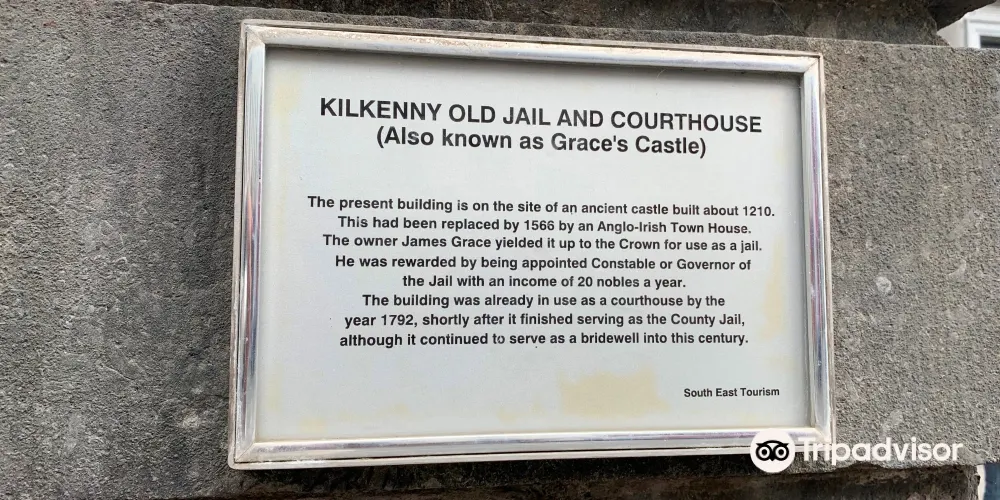 KILKENNY OLD JAIL AND COURTHOUSE
(Also known as Grace's Castle)
The present building is on the site of an ancient castle built about 1210.
This had been replaced by 1566 by an Anglo-Irish Town House.
The owner James Grace yielded it up to the Crown for use as a jail.
He was rewarded by being appointed Constable or Governor of
the Jail with an income of 20 nobles a year.
The building was already in use as a courthouse by the
year 1792, shortly after it finished serving as the County Jail,
although it continued to serve as a bridewell into this century.
South East Tourism
Tripadvisor